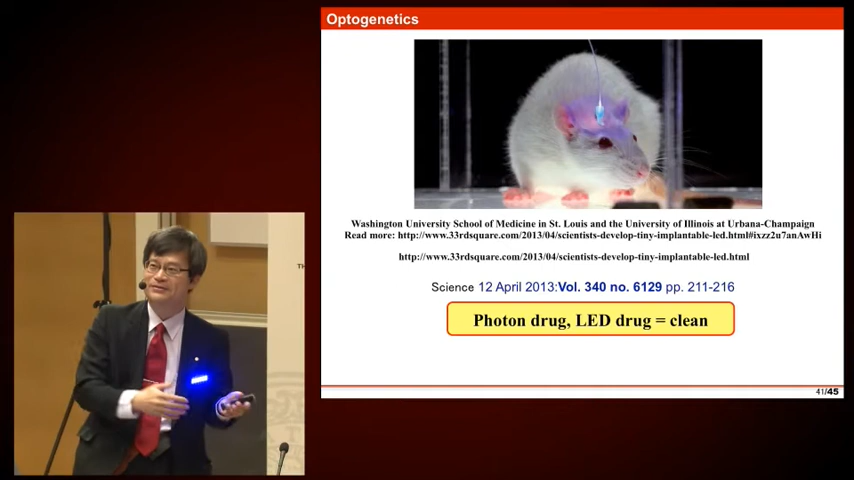 Optogenetics
Washington University School of Medicine in St. Louis and the University of Illinois at Urbana-Champaign
Read more: http://www.33rdsquare.com/2013/04/scientists-develop-tiny-implantable-led.html#ixzz2u7anAwHi
http://www.33rdsquare.com/2013/04/scientists-develop-tiny-implantable-led.html
Science 12 April 2013:Vol. 340 no. 6129 pp. 211-216
Photon drug, LED drug = clean
41/45